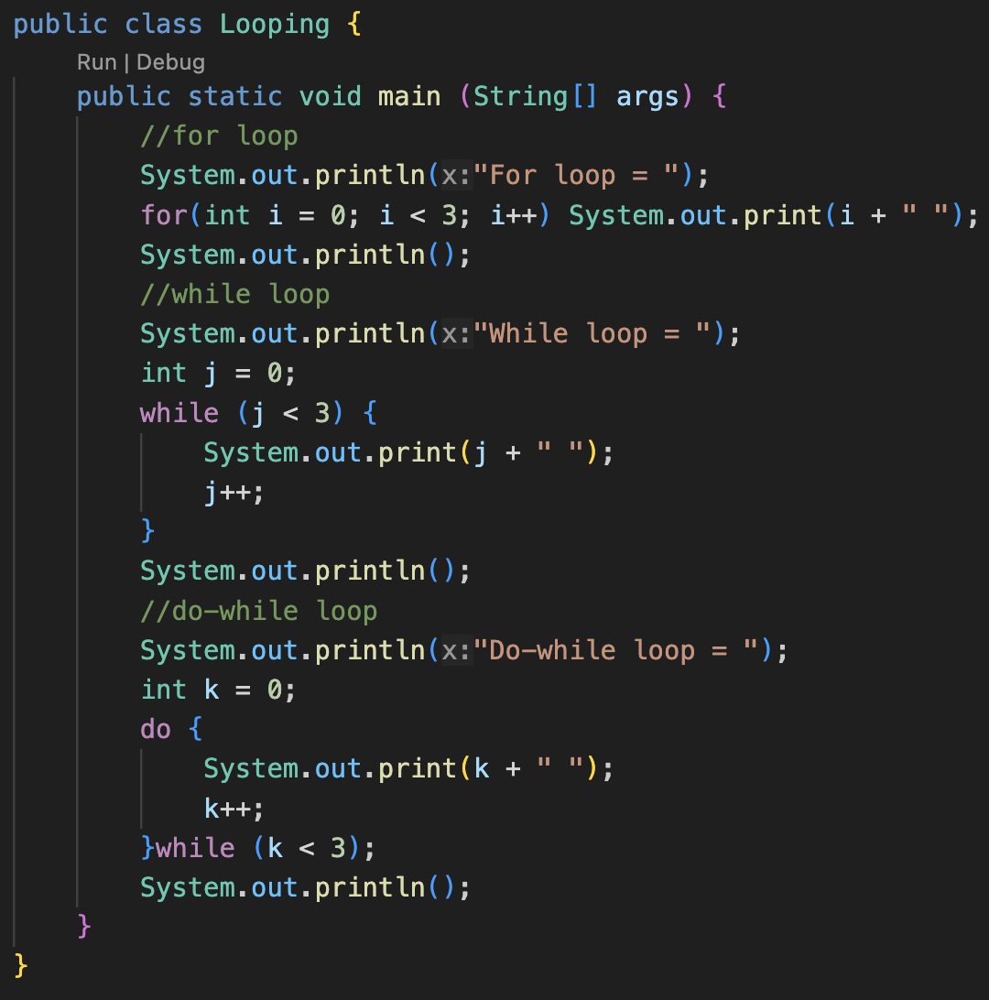 public class Looping {
Run | Debug
public static void main (String[] args) {
//for loop
System.out.println(x:"For loop = ");
for(int i = 0; i < 3; i++) System.out.print(i + " ");
System.out.println();
//while loop
System.out.println(x:"While loop = ");
int j = 0;
while (j < 3) {
System.out.print(j + " ");
j++;
}
System.out.println();
//do-while loop
System.out.println(x:"Do-while loop = ");
int k = 0;
do {
System.out.print(k + " ");
k++;
}while (k < 3);
System.out.println();
}
}